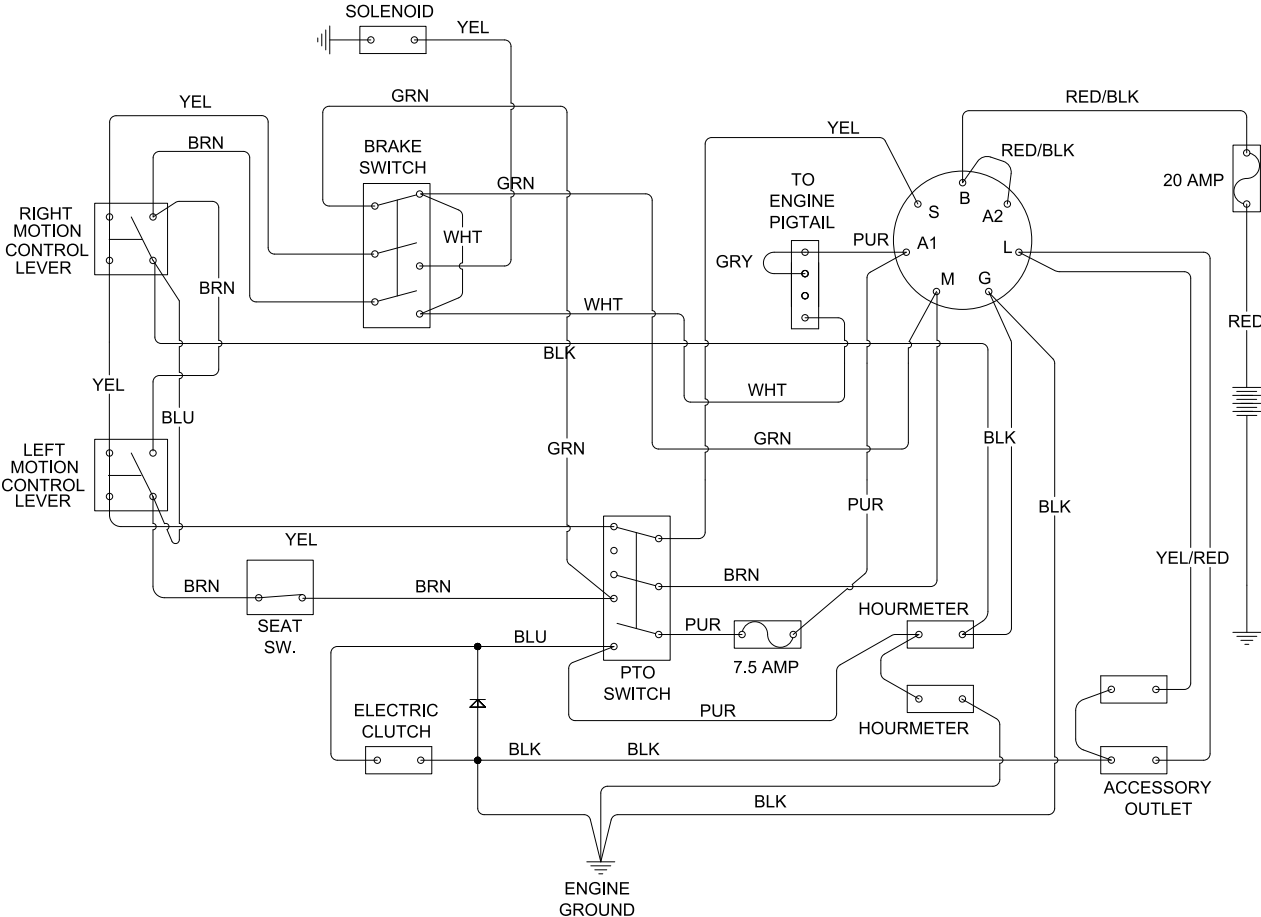 SOLENOID
YEL
GRN
YEL
BRN
BRAKE
SWITCH
GRN
WHT
RIGHT
MOTION
CONTROL
LEVER
BRN
WHT
BLK
YEL
BLU
LEFT
MOTION
CONTROL
LEVER
RED/BLK
YEL
RED/BLK
TO
ENGINE
PIGTAIL
20 AMP
B
S
A2
A1
L
M
G
PUR
GRY
RED
WHT
GRN
BLK
GRN
PUR
BLK
YEL
YEL/RED
BRN
BRN
BRN
SEAT
SW.
BLU
PUR
7.5 AMP
HOURMETER
PTO
SWITCH
PUR
HOURMETER
ELECTRIC
CLUTCH
BLK
BLK
BLK
ACCESSORY
OUTLET
ENGINE
GROUND